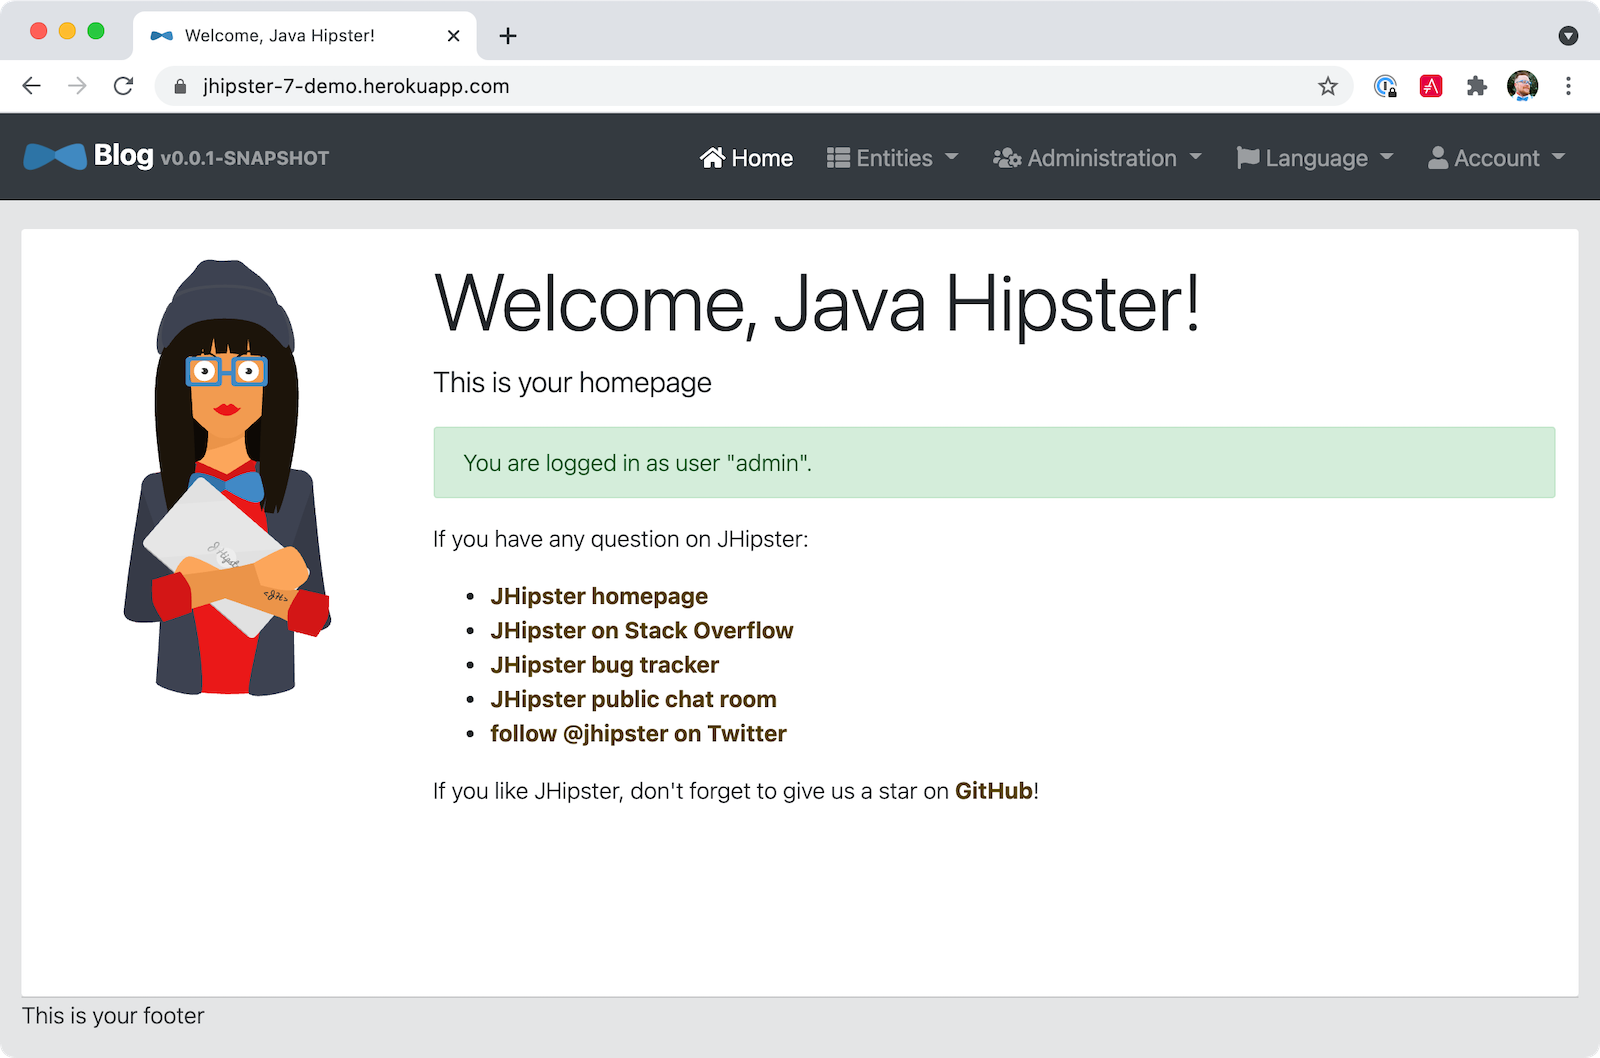 Welcome, Java Hipster!
jhipster-7-demo.herokuapp.com
Blog v0.0.1-SNAPSHOT
Home
Entities
Administration
Language
Account
Welcome, Java Hipster!
This is your homepage
You are logged in as user "admin".
If you have any question on JHipster:
JHipster homepage
JHipster on Stack Overflow
JHipster bug tracker
JHipster public chat room
follow @jhipster on Twitter
If you like JHipster, don't forget to give us a star on GitHub!
<JH>
This is your footer